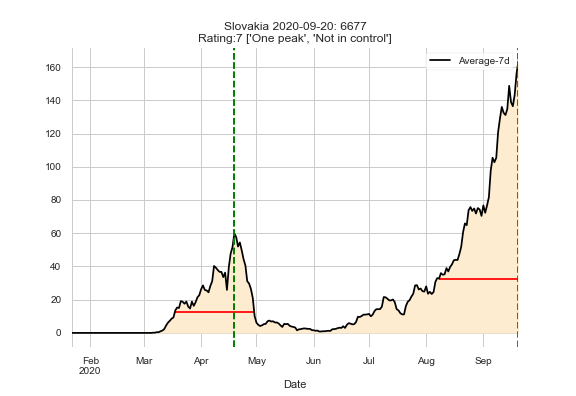 Slovakia 2020-09-20: 6677
Rating:7 ['One peak', 'Not in control']
Average-7d
160
140
120
100
80
60
40
20
0
Feb Mar Apr May Jun Jul Aug Sep
2020
Date